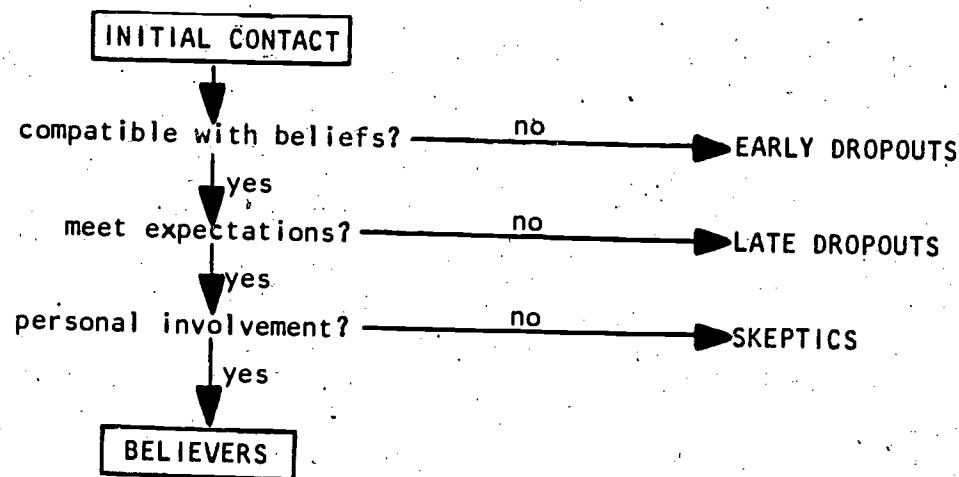 INITIAL CONTACT
compatible with beliefs? no EARLY DROPOUTS
yes
meet expectations? no LATE DROPOUTS
yes
personal involvement? no SKEPTICS
yes
BELIEVERS